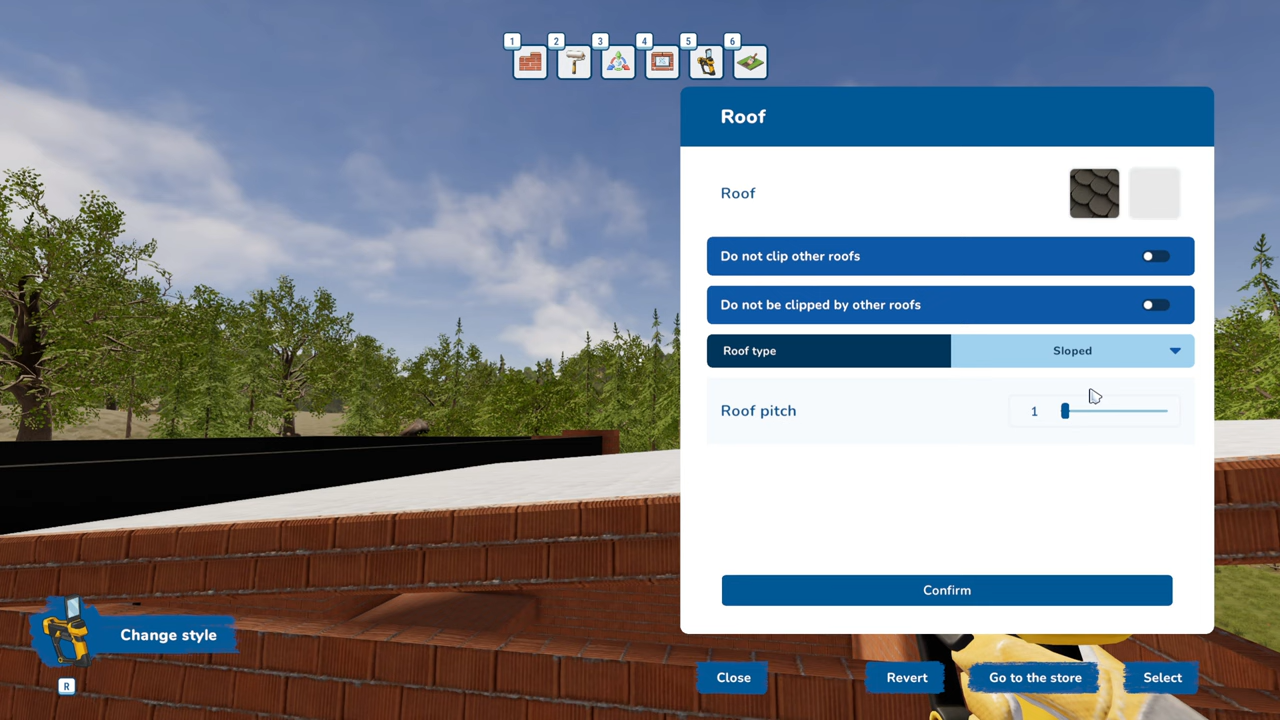 1
2
3
4
5
6
Roof
Roof
Do not clip other roofs
Do not be clipped by other roofs
Roof type
Sloped
Roof pitch
1
Confirm
Change style
R
Close
Revert
Go to the store
Select